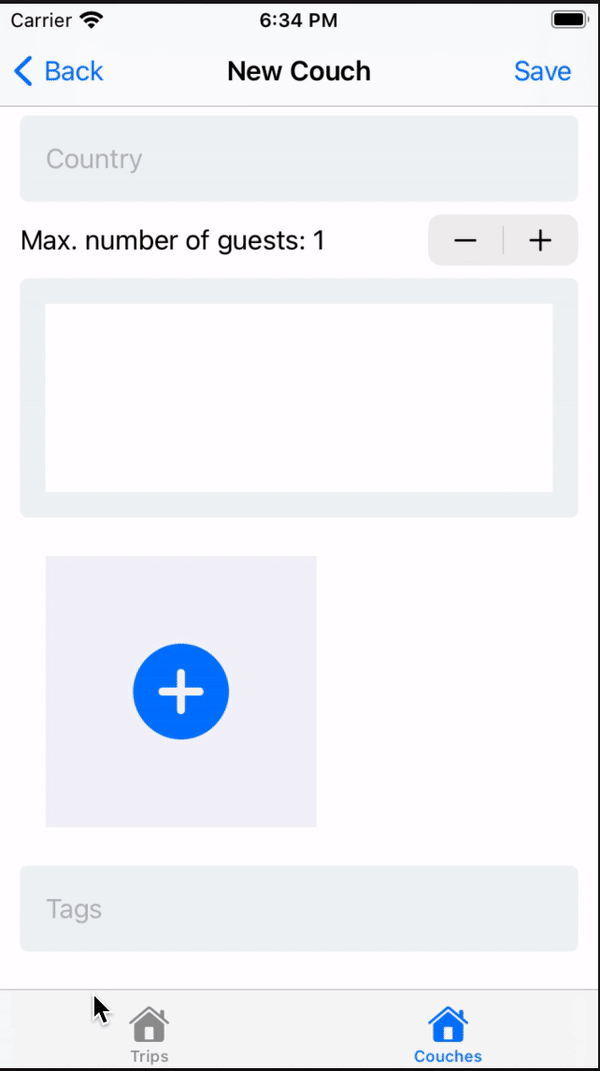 Carrier 6:34 PM
Back New Couch Save
Country
Max. number of guests: 1
Tags
Trips Couches